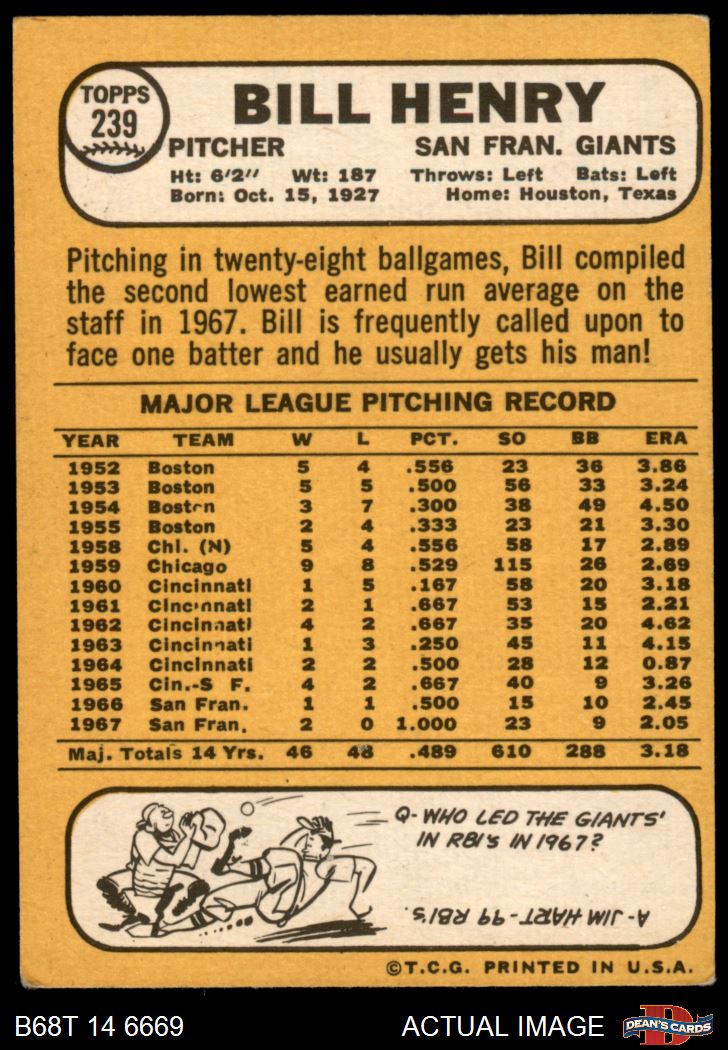 TOPPS
239
BILL HENRY
PITCHER SAN FRAN. GIANTS
Ht: 6'2" Wt: 187 Throws: Left Bats: Left
Born: Oct. 15, 1927 Home: Houston, Texas
Pitching in twenty-eight ballgames, Bill compiled
the second lowest earned run average on the
staff in 1967. Bill is frequently called upon to
face one batter and he usually gets his man!
MAJOR LEAGUE PITCHING RECORD
YEAR TEAM W L PCT. SO BB ERA
1952 Boston 5 4 .556 23 36 3.86
1953 Boston 5 5 .500 56 33 3.24
1954 Boston 3 7 .300 38 49 4.50
1955 Boston 2 4 .333 23 21 3.30
1958 Chi. (N) 5 4 .556 58 17 2.89
1959 Chicago 9 8 .529 115 26 2.69
1960 Cincinnati 1 5 .167 58 20 3.18
1961 Cincinnati 2 1 .667 53 15 2.21
1962 Cincinnati 4 2 .667 35 20 4.62
1963 Cincinnati 1 3 .250 45 11 4.15
1964 Cincinnati 2 2 .500 28 12 0.87
1965 Cin.-S F. 4 2 .667 40 9 3.26
1966 San Fran. 1 1 .500 15 10 2.45
1967 San Fran. 2 0 1.000 23 9 2.05
Maj. Totals 14 Yrs. 46 48 .489 610 288 3.18
Q- WHO LED THE GIANTS'
IN RBI's IN 1967?
A- JIM HART - 99 RBI's.
©T.C.G. PRINTED IN U.S.A.
B68T 14 6669 ACTUAL IMAGE
D
DEAN'S CARDS